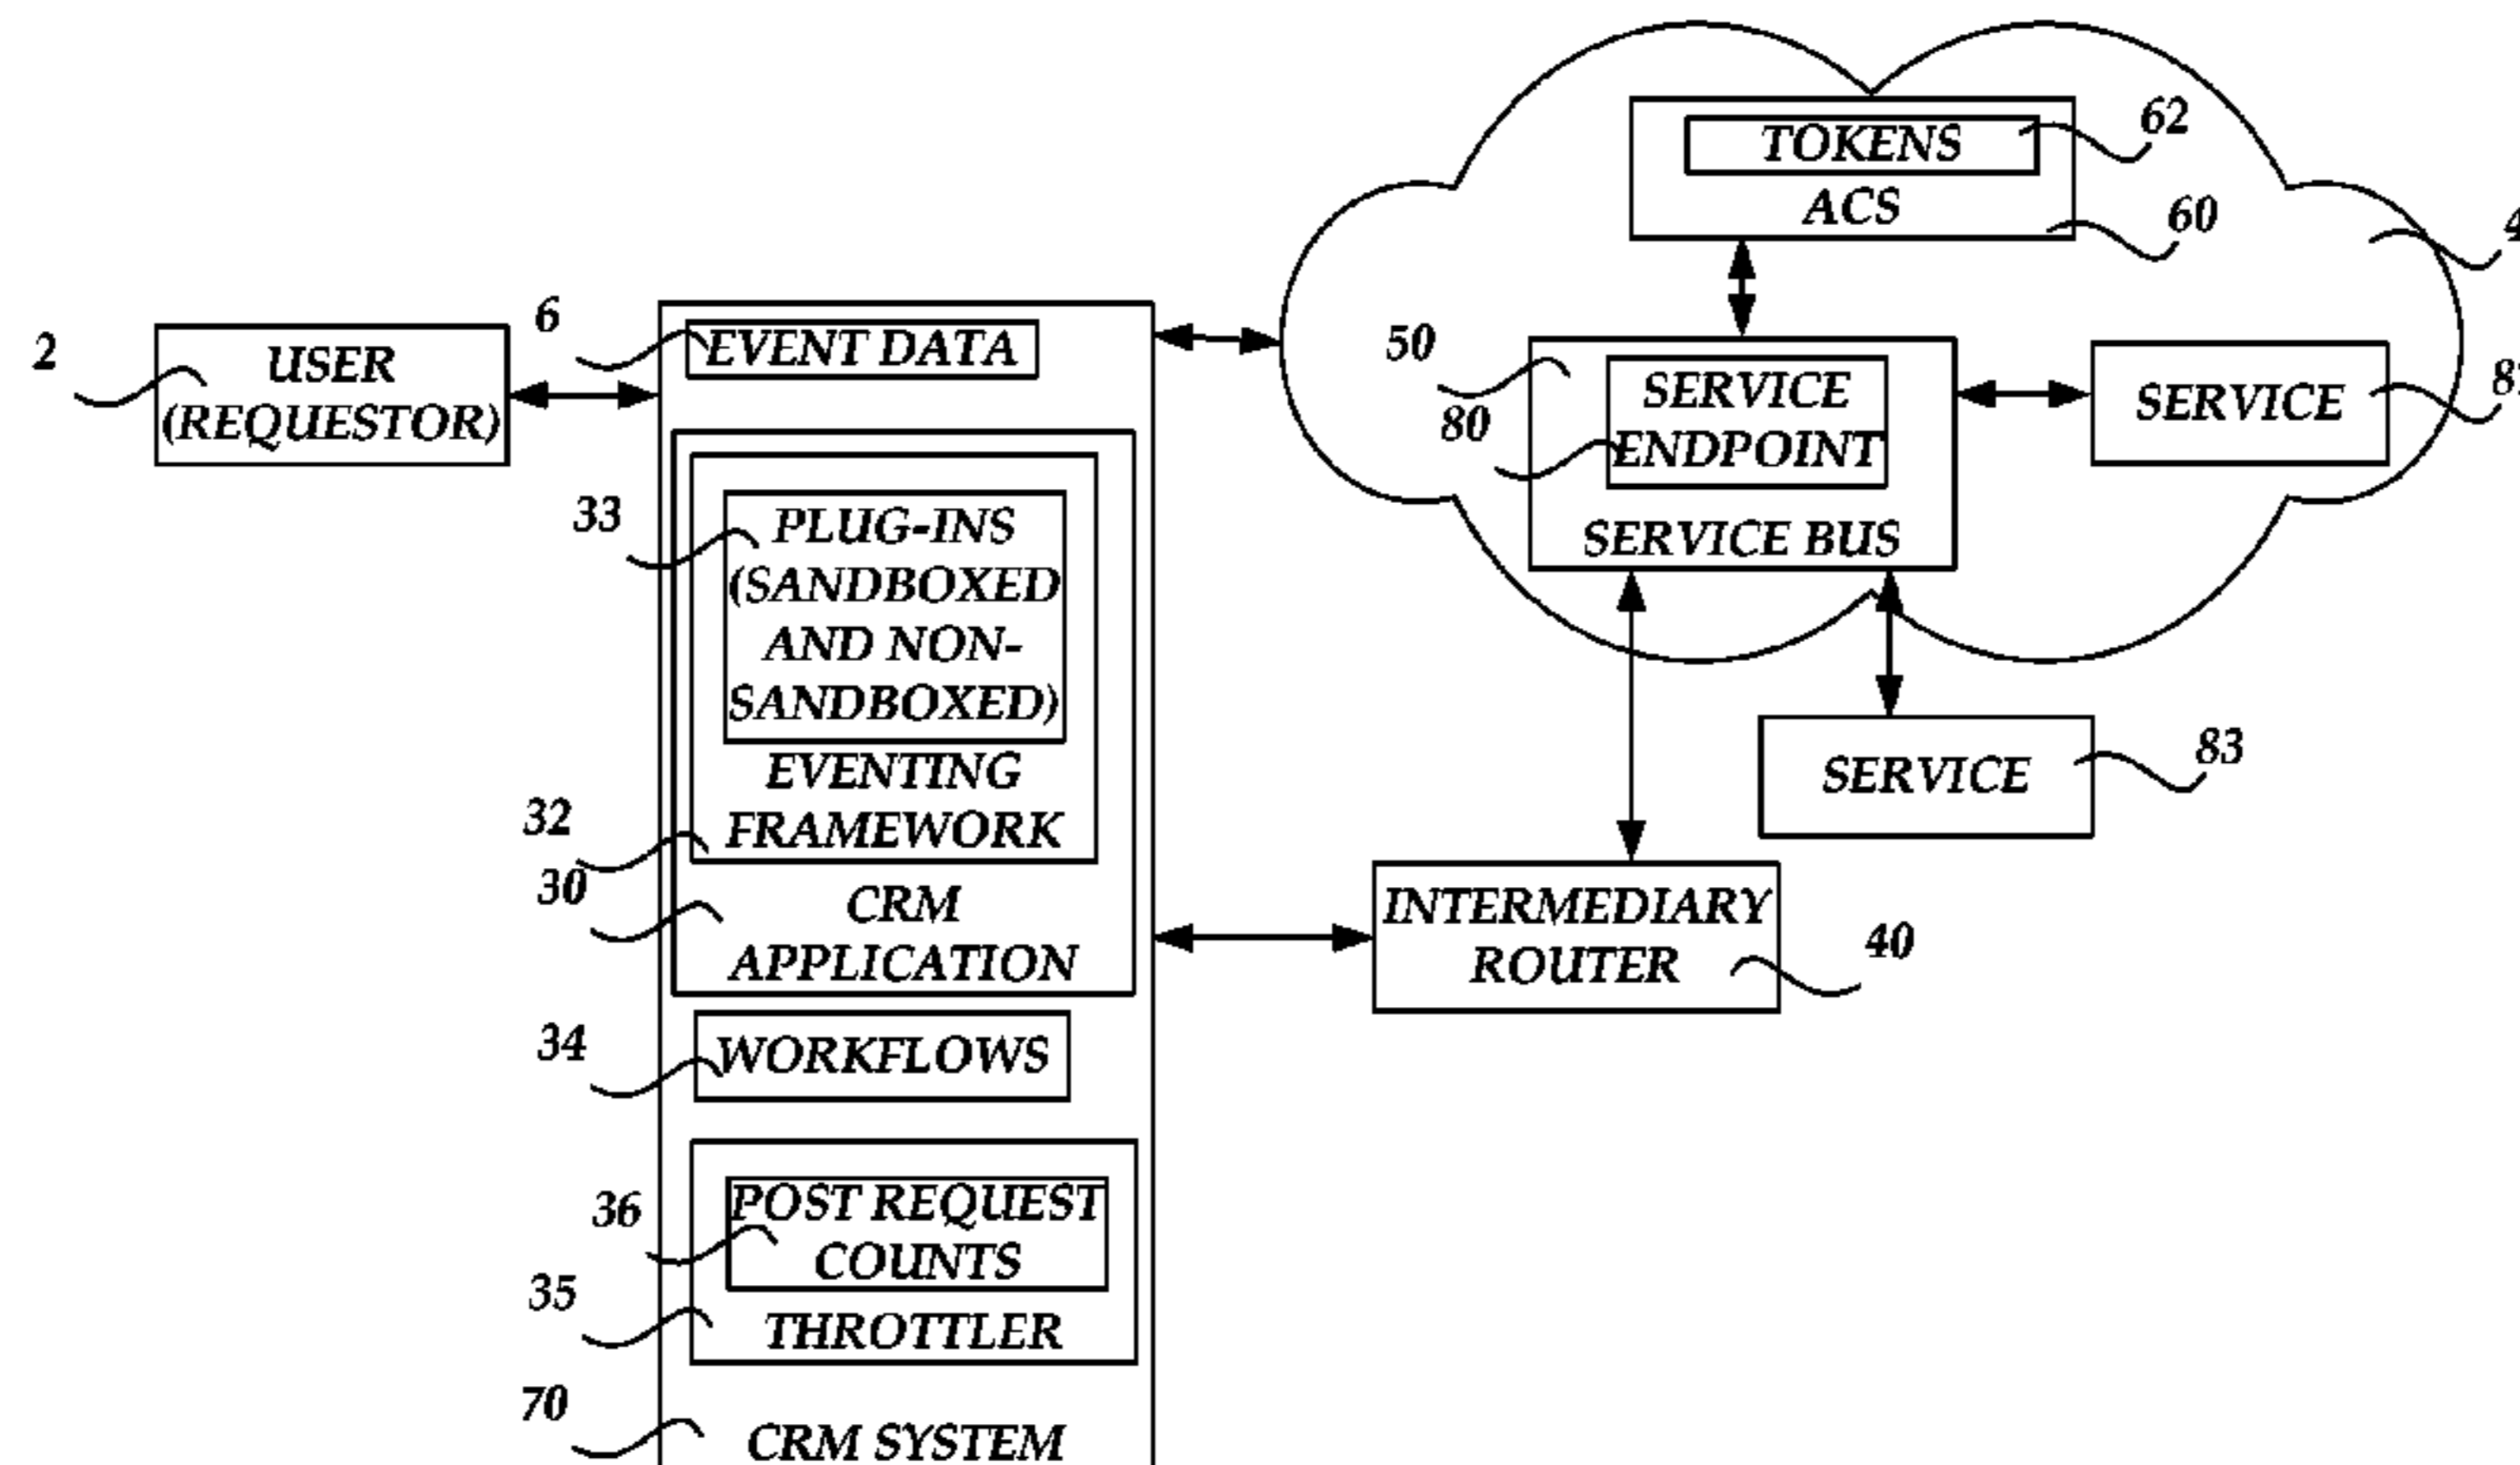 TOKENS
62
ACS
60
4
2
USER
(REQUESTOR)
6
EVENT DATA
50
80
SERVICE
ENDPOINT
SERVICE BUS
SERVICE
33
PLUG-INS
(SANDBOXED
AND NON-
SANDBOXED)
EVENTING
FRAMEWORK
32
30
CRM
APPLICATION
SERVICE
83
INTERMEDIARY
ROUTER
40
34
WORKFLOWS
36
POST REQUEST
COUNTS
35
THROTTLER
70
CRM SYSTEM